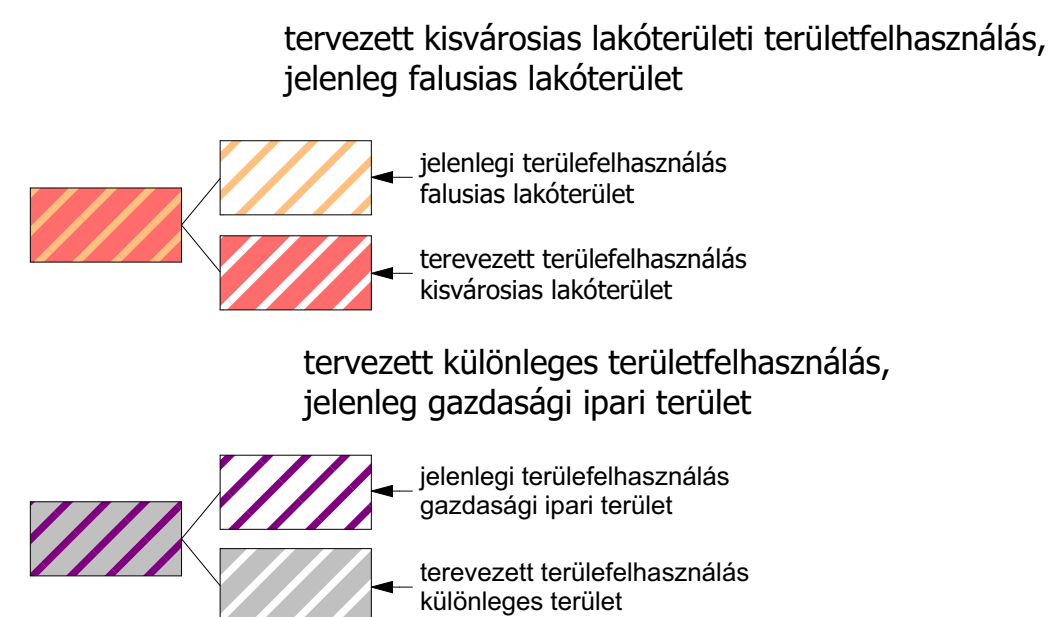 tervezett kisvárosias lakóterületi területfelhasználás,
jelenleg falusias lakóterület
jelenlegi terülefelhasználás
falusias lakóterület
terevezett terülefelhasználás
kisvárosias lakóterület
tervezett különleges területfelhasználás,
jelenleg gazdasági ipari terület
jelenlegi terülefelhasználás
gazdasági ipari terület
terevezett terülefelhasználás
különleges terület